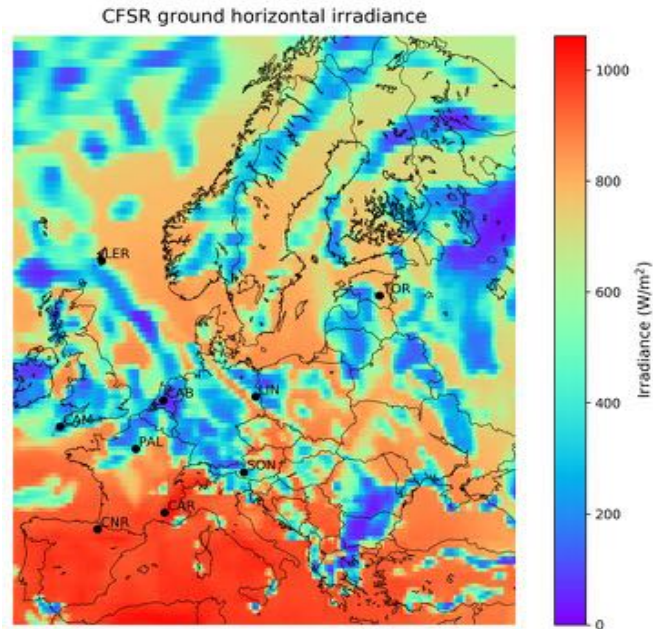 CFSR ground horizontal irradiance
LER
TOR
LIN
CAB
CAM
PAL
SON
CAR
CNR
1000
800
600
400
200
0
Irradiance (W/m²)